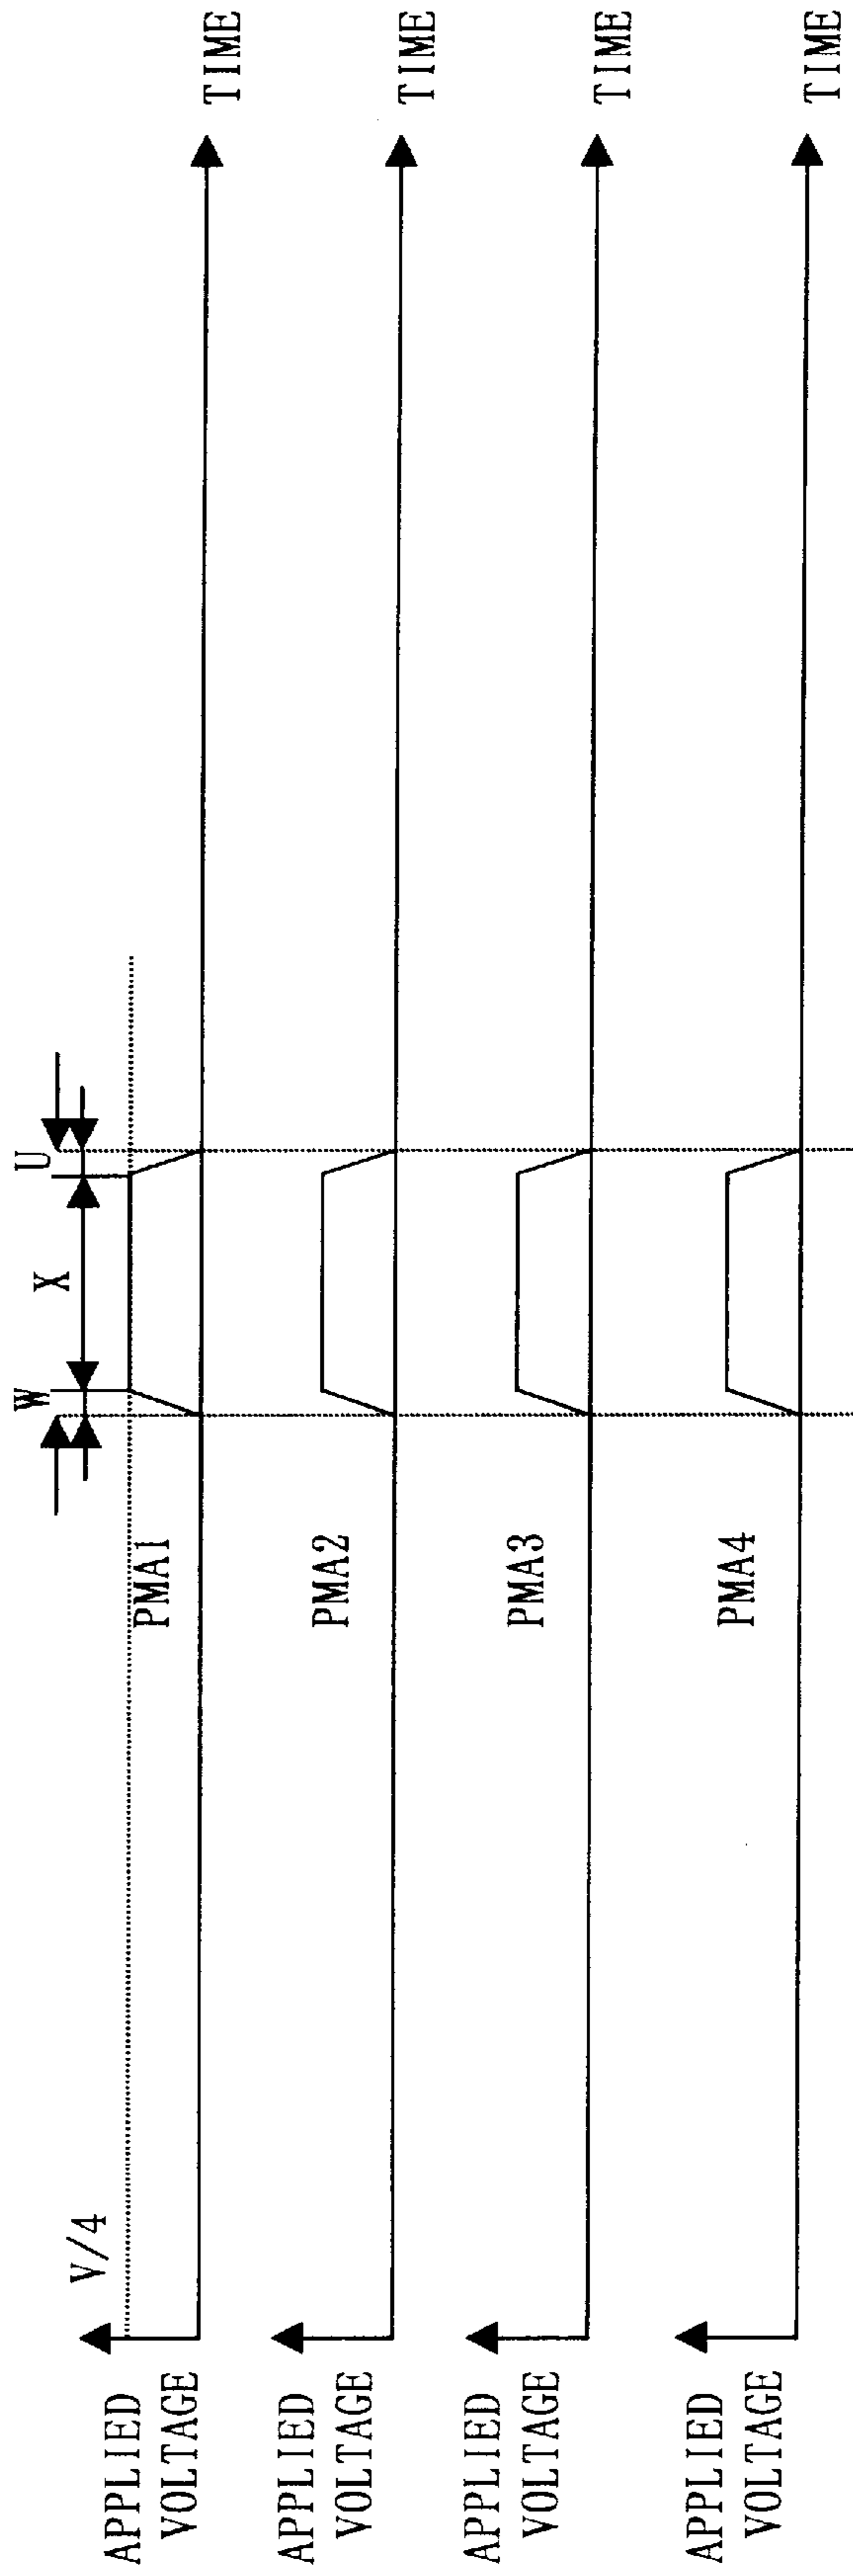 W X U
V/4
APPLIED
VOLTAGE
PMA1
TIME
APPLIED
VOLTAGE
PMA2
TIME
APPLIED
VOLTAGE
PMA3
TIME
APPLIED
VOLTAGE
PMA4
TIME